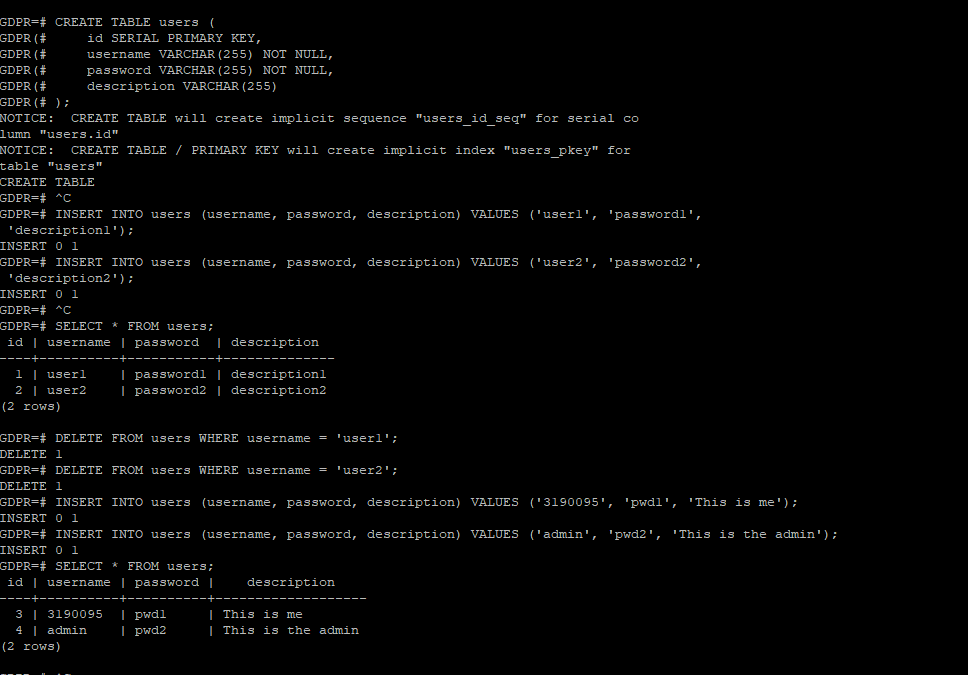 GDPR=# CREATE TABLE users (
GDPR(#     id SERIAL PRIMARY KEY,
GDPR(#     username VARCHAR(255) NOT NULL,
GDPR(#     password VARCHAR(255) NOT NULL,
GDPR(#     description VARCHAR(255)
GDPR(# );
NOTICE:  CREATE TABLE will create implicit sequence "users_id_seq" for serial co
lumn "users.id"
NOTICE:  CREATE TABLE / PRIMARY KEY will create implicit index "users_pkey" for
table "users"
CREATE TABLE
GDPR=# ^C
GDPR=# INSERT INTO users (username, password, description) VALUES ('user1', 'password1',
 'description1');
INSERT 0 1
GDPR=# INSERT INTO users (username, password, description) VALUES ('user2', 'password2',
 'description2');
INSERT 0 1
GDPR=# ^C
GDPR=# SELECT * FROM users;
 id | username | password  | description
----+----------+-----------+--------------
  1 | user1    | password1 | description1
  2 | user2    | password2 | description2
(2 rows)

GDPR=# DELETE FROM users WHERE username = 'user1';
DELETE 1
GDPR=# DELETE FROM users WHERE username = 'user2';
DELETE 1
GDPR=# INSERT INTO users (username, password, description) VALUES ('3190095', 'pwd1', 'This is me');
INSERT 0 1
GDPR=# INSERT INTO users (username, password, description) VALUES ('admin', 'pwd2', 'This is the admin');
INSERT 0 1
GDPR=# SELECT * FROM users;
 id | username | password |    description
----+----------+----------+-------------------
  3 | 3190095  | pwd1     | This is me
  4 | admin    | pwd2     | This is the admin
(2 rows)